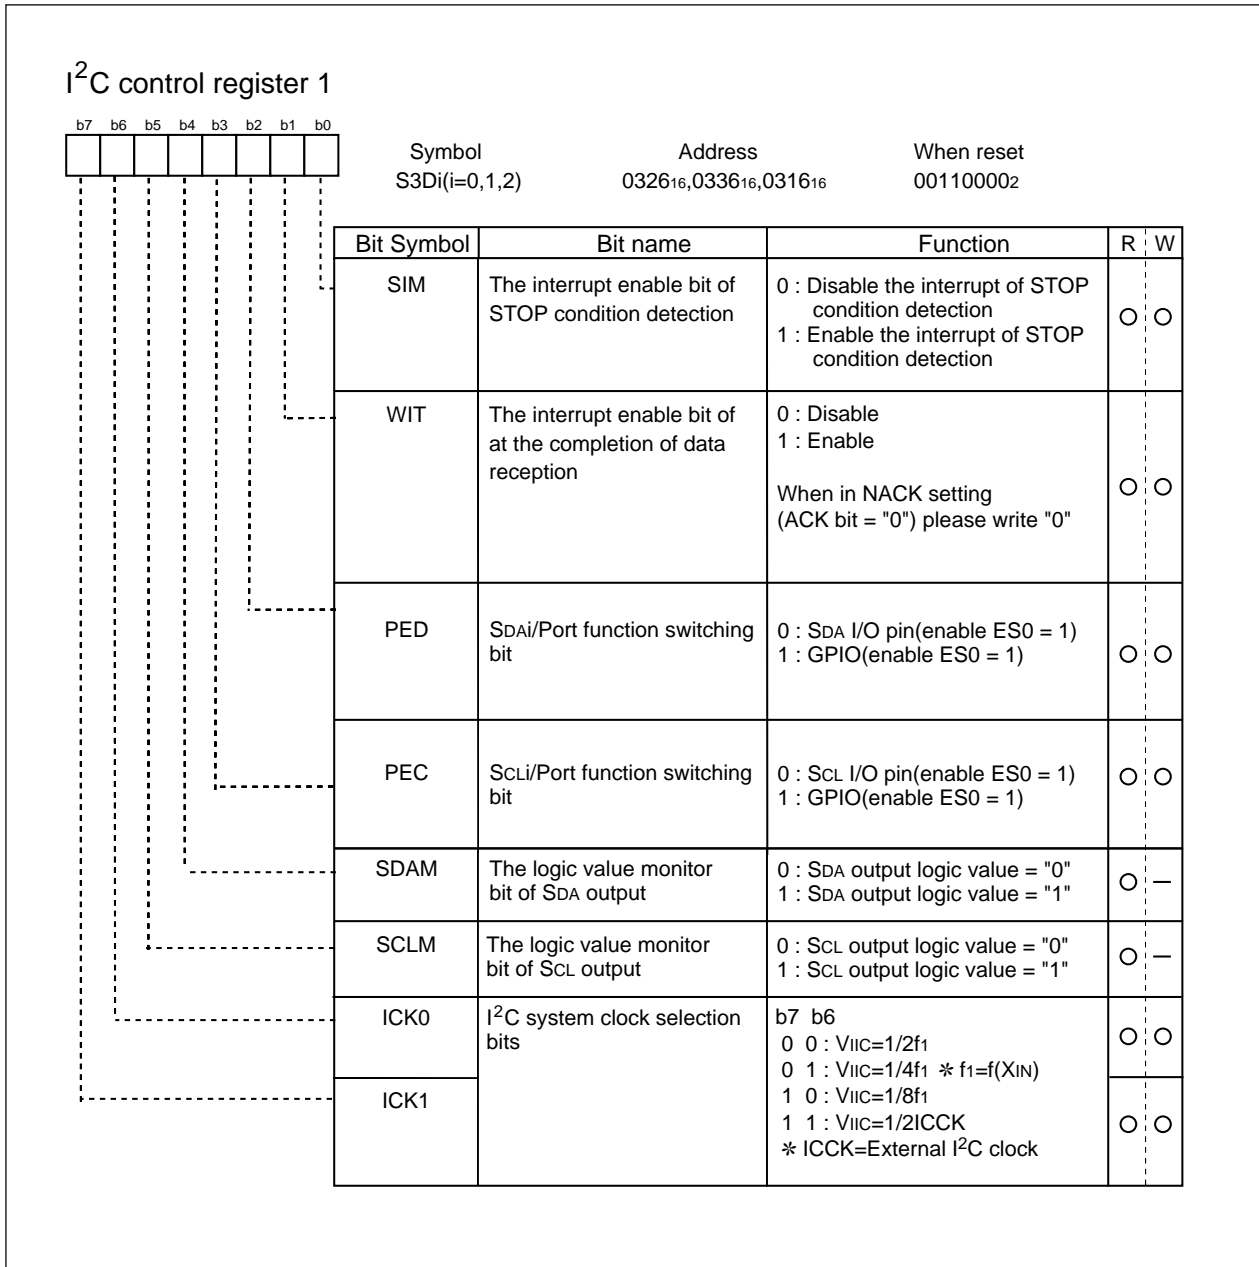 I²C control register 1
b7 b6 b5 b4 b3 b2 b1 b0
Symbol Address When reset
S3Di(i=0,1,2) 032616,033616,031616 001100002
Bit Symbol Bit name Function R W
SIM The interrupt enable bit of 0 : Disable the interrupt of STOP
STOP condition detection condition detection
1 : Enable the interrupt of STOP
condition detection
WIT The interrupt enable bit of 0 : Disable
at the completion of data 1 : Enable
reception
When in NACK setting
(ACK bit = "0") please write "0"
PED SDAi/Port function switching 0 : SDA I/O pin(enable ES0 = 1)
bit 1 : GPIO(enable ES0 = 1)
PEC SCLi/Port function switching 0 : SCL I/O pin(enable ES0 = 1)
bit 1 : GPIO(enable ES0 = 1)
SDAM The logic value monitor 0 : SDA output logic value = "0"
bit of SDA output 1 : SDA output logic value = "1"
SCLM The logic value monitor 0 : SCL output logic value = "0"
bit of SCL output 1 : SCL output logic value = "1"
ICK0 I²C system clock selection b7 b6
bits 0 0 : VIIC=1/2f1
0 1 : VIIC=1/4f1 * f1=f(XIN)
ICK1 1 0 : VIIC=1/8f1
1 1 : VIIC=1/2ICCK
* ICCK=External I²C clock